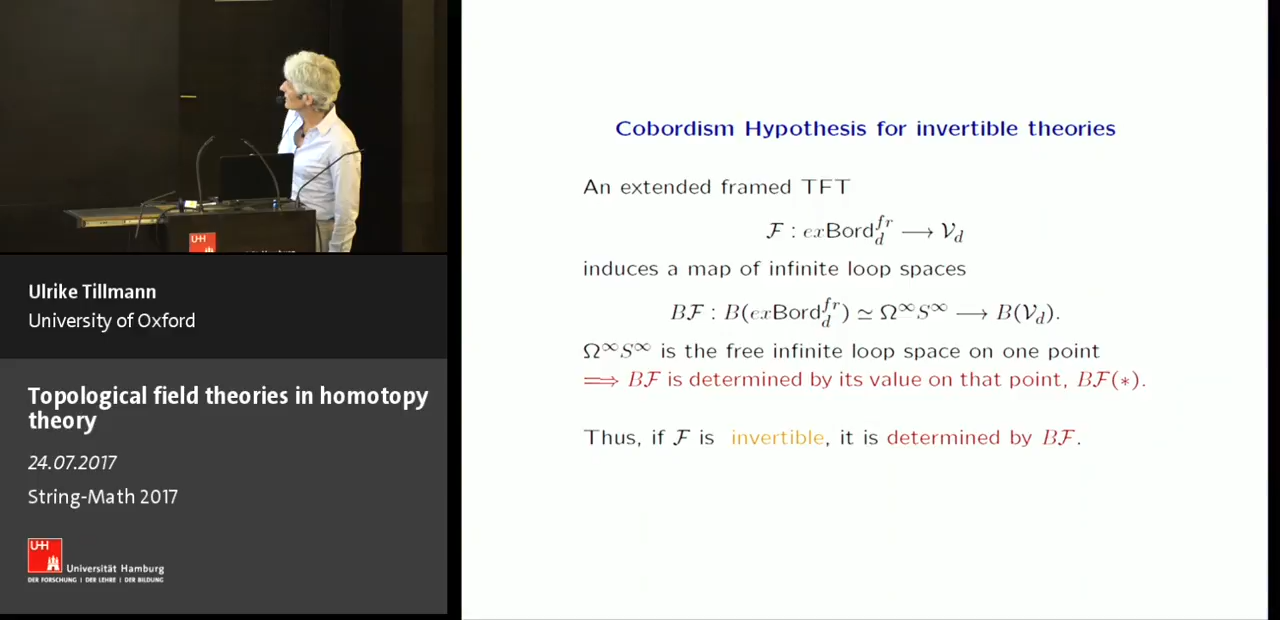 Cobordism Hypothesis for invertible theories
An extended framed TFT
ℱ : exBord_d^{fr} ⟶ 𝒱_d
induces a map of infinite loop spaces
Bℱ : B(exBord_d^{fr}) ≃ Ω^∞S^∞ ⟶ B(𝒱_d).
Ω^∞S^∞ is the free infinite loop space on one point
⟹ Bℱ is determined by its value on that point, Bℱ(*).
Thus, if ℱ is invertible, it is determined by Bℱ.
Ulrike Tillmann
University of Oxford
Topological field theories in homotopy
theory
24.07.2017
String-Math 2017
UH
Universität Hamburg
DER FORSCHUNG | DER LEHRE | DER BILDUNG
UH